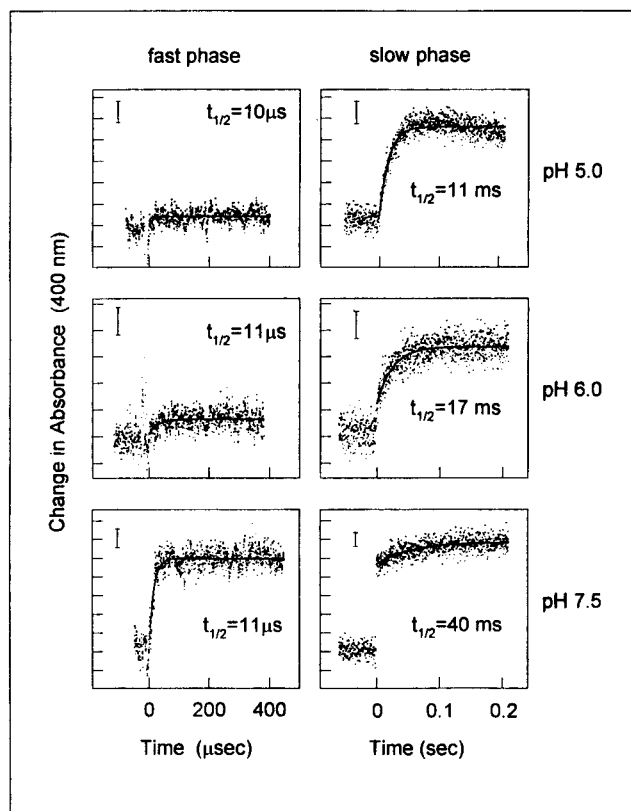 fast phase
slow phase
t1/2=10μs
t1/2=11 ms
pH 5.0
t1/2=11μs
t1/2=17 ms
pH 6.0
t1/2=11μs
t1/2=40 ms
pH 7.5
Change in Absorbance (400 nm)
0 200 400
0 0.1 0.2
Time (μsec)
Time (sec)